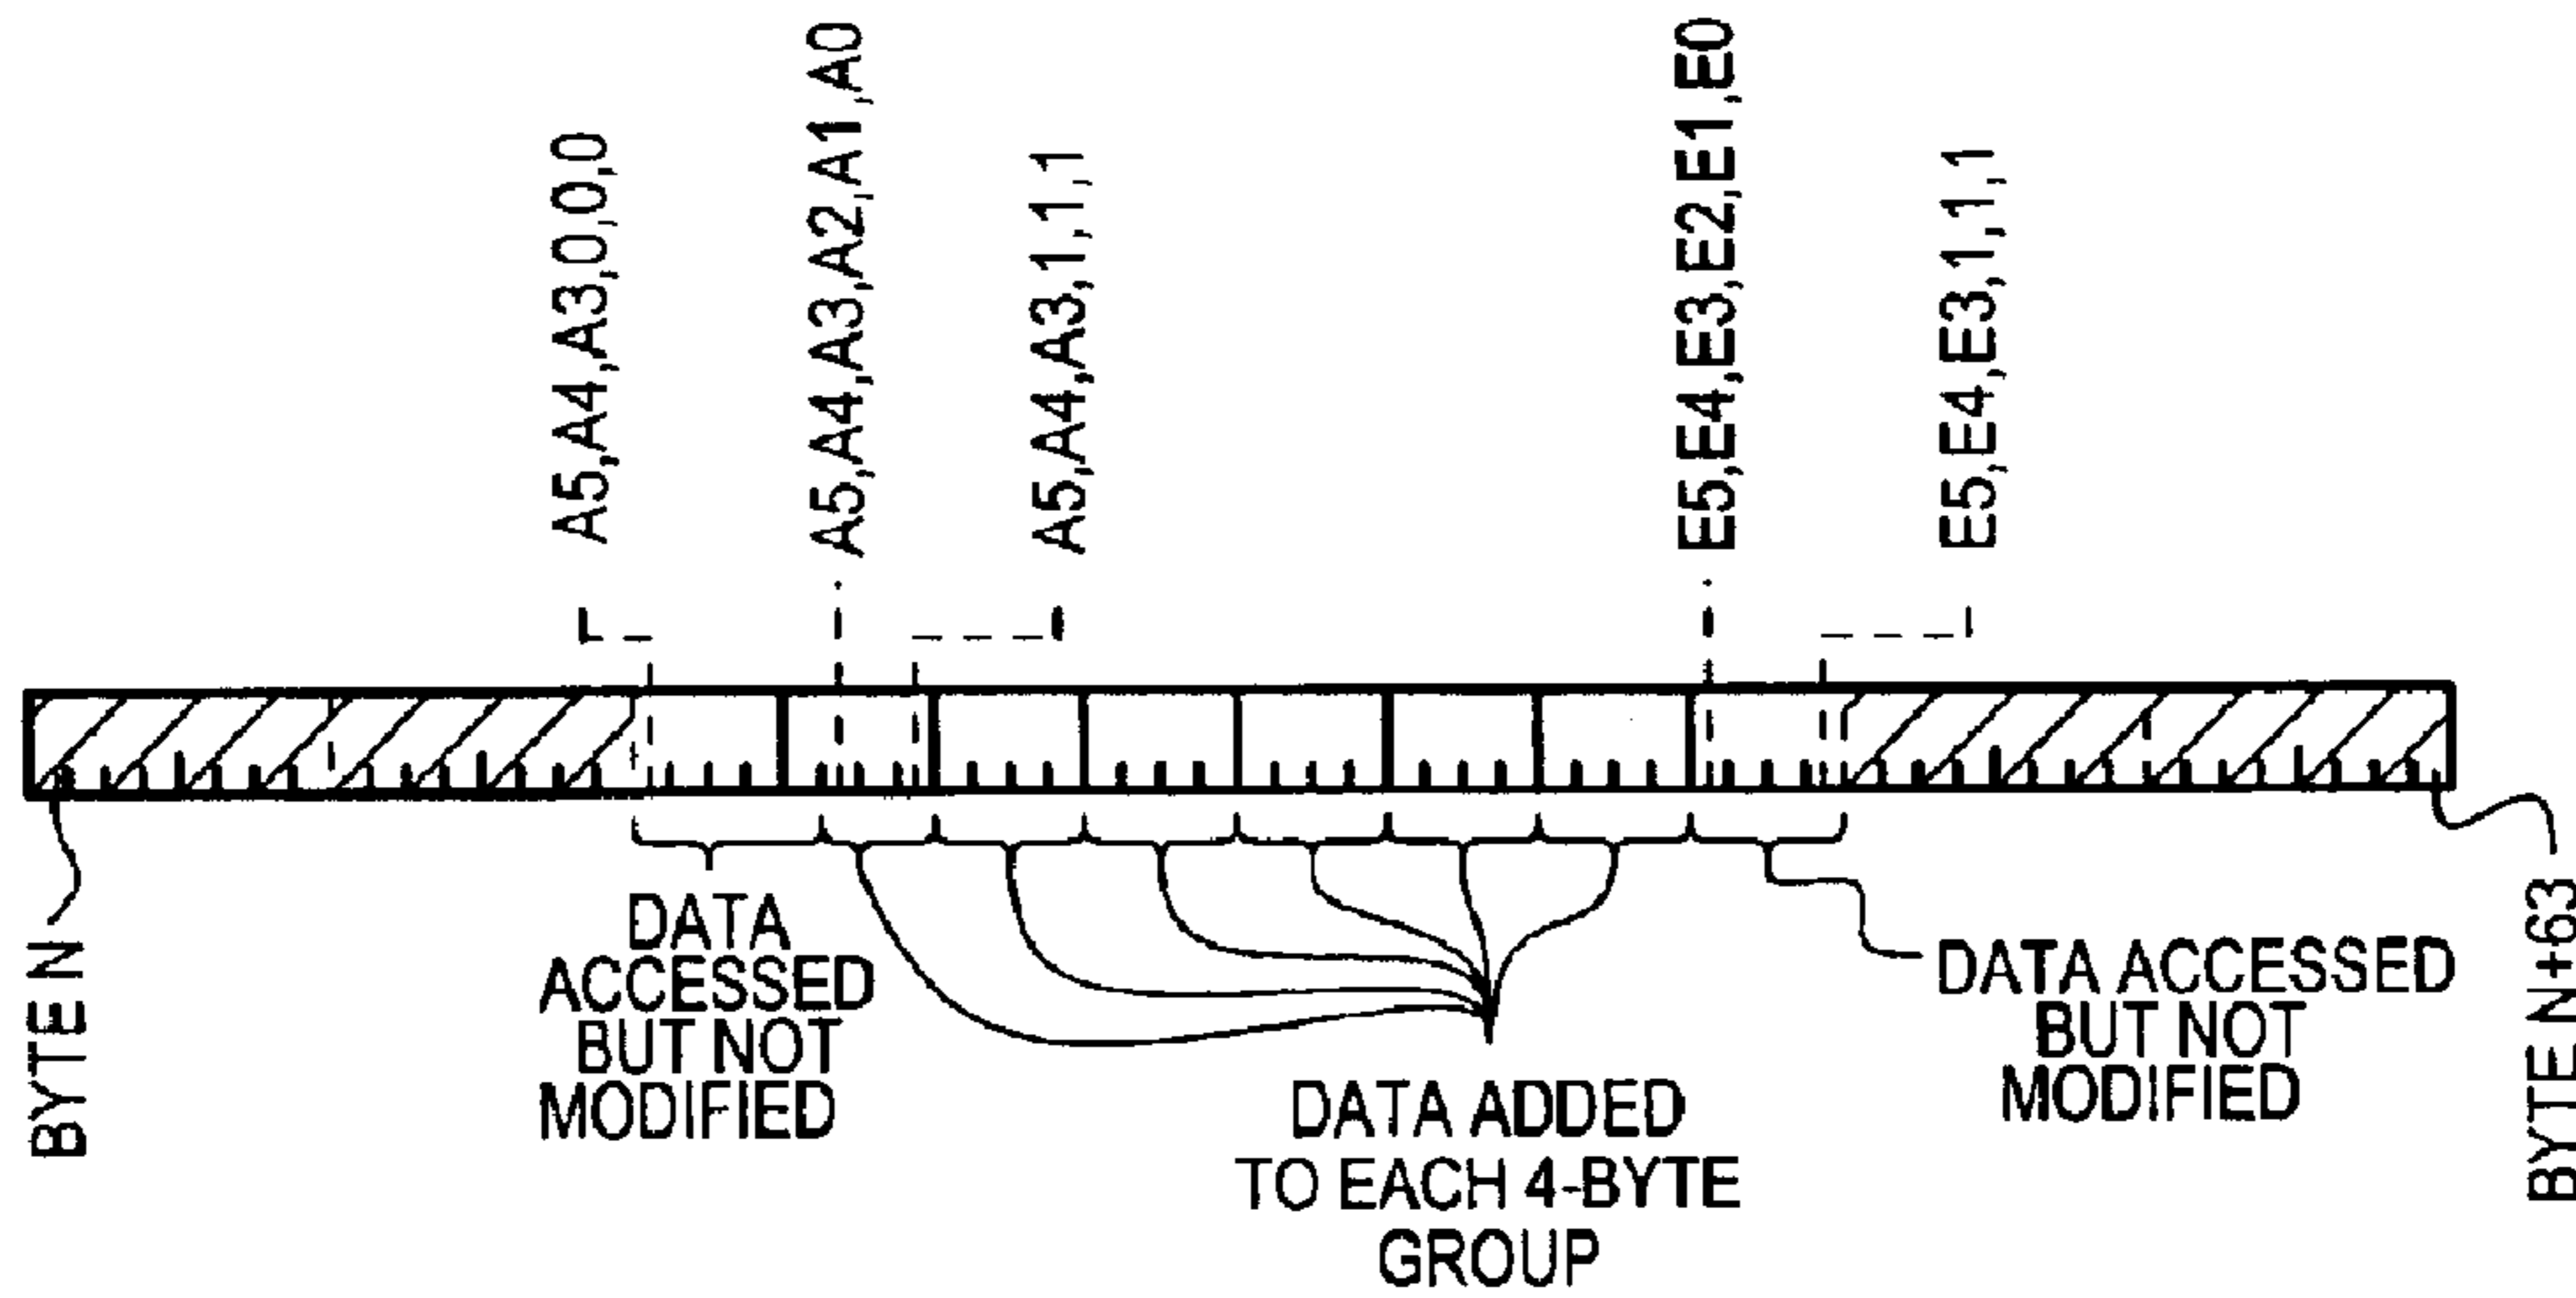 A5,A4,A3,0,0,0
A5,A4,A3,A2,A1,A0
A5,A4,A3,1,1,1
E5,E4,E3,E2,E1,E0
E5,E4,E3,1,1,1
BYTE N
DATA
ACCESSED
BUT NOT
MODIFIED
DATA ADDED
TO EACH 4-BYTE
GROUP
DATA ACCESSED
BUT NOT
MODIFIED
BYTE N+63